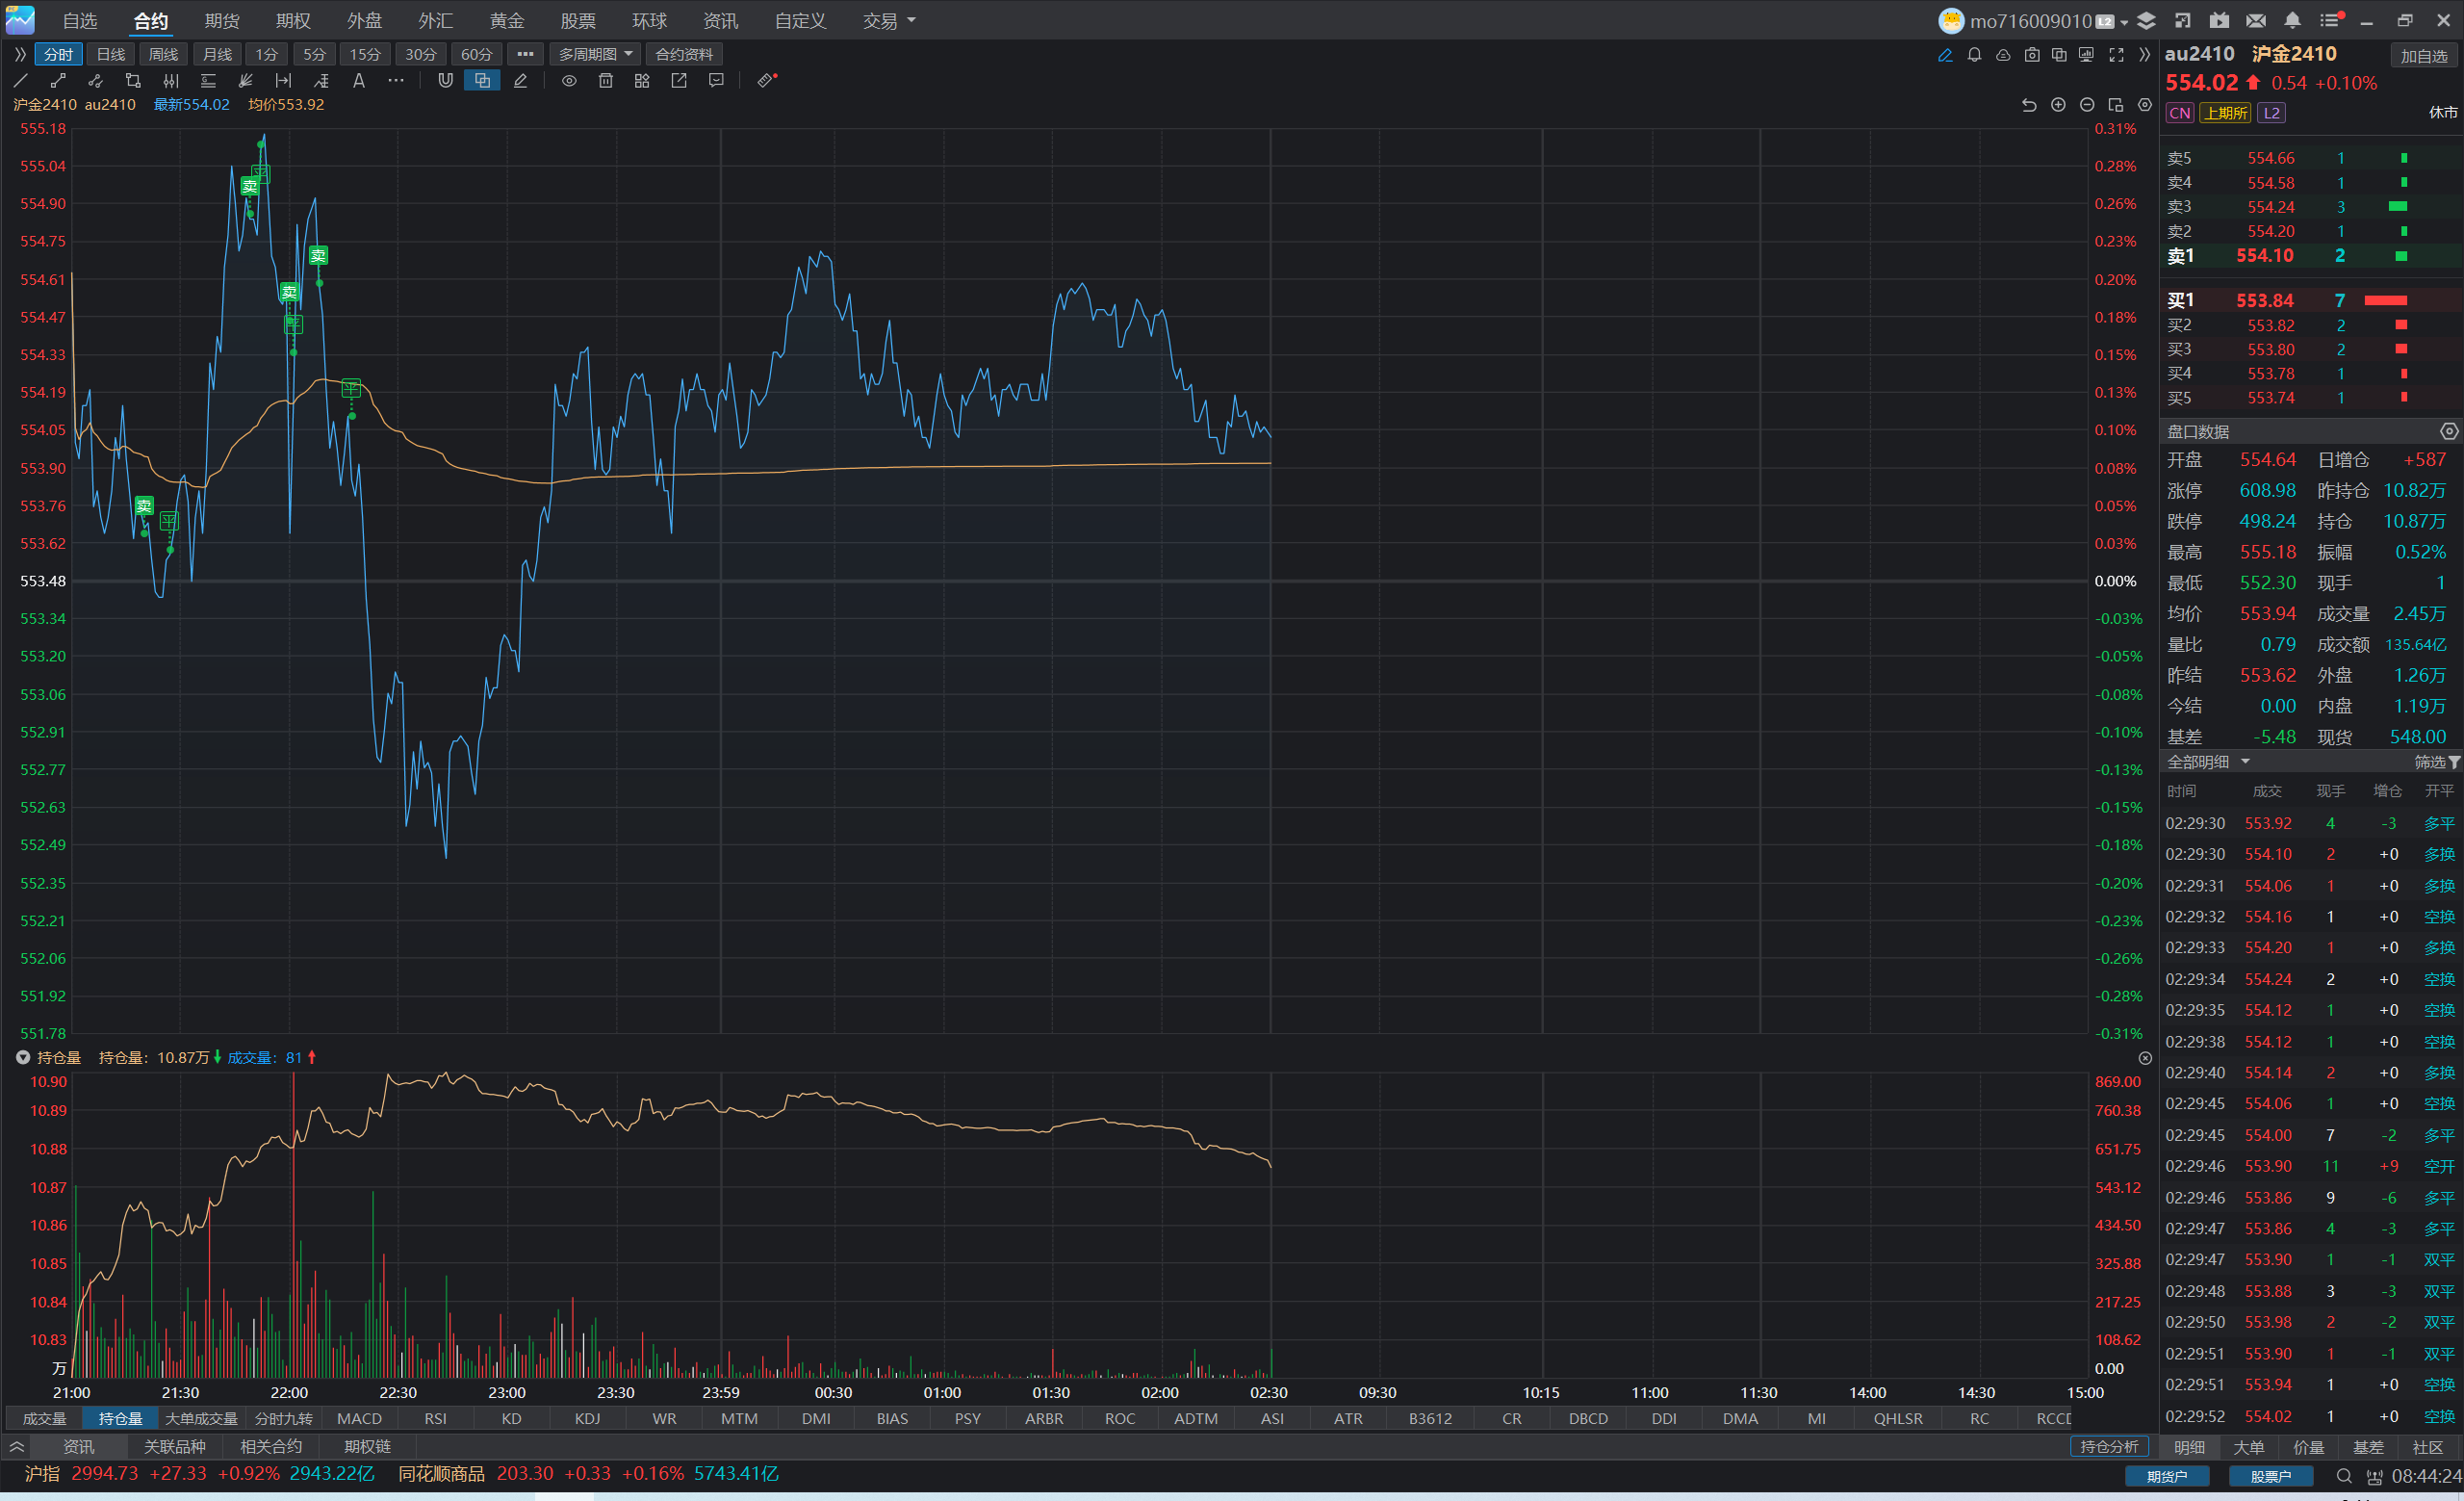 自选 合约 期货 期权 外盘 外汇 黄金 股票 环球 资讯 自定义 交易 mo716009010 L2
分时 日线 周线 月线 1分 5分 15分 30分 60分 ••• 多周期图 合约资料
沪金2410 au2410 最新554.02 均价553.92
555.18 0.31%
555.04 0.28%
554.90 0.26%
554.75 0.23%
554.61 0.20%
554.47 0.18%
554.33 0.15%
554.19 0.13%
554.05 0.10%
553.90 0.08%
553.76 0.05%
553.62 0.03%
553.48 0.00%
553.34 -0.03%
553.20 -0.05%
553.06 -0.08%
552.91 -0.10%
552.77 -0.13%
552.63 -0.15%
552.49 -0.18%
552.35 -0.20%
552.21 -0.23%
552.06 -0.26%
551.92 -0.28%
551.78 -0.31%
平
卖
卖
卖
平
平
卖
平
持仓量 持仓量: 10.87万 成交量: 81
10.90 869.00
10.89 760.38
10.88 651.75
10.87 543.12
10.86 434.50
10.85 325.88
10.84 217.25
10.83 108.62
万 0.00
21:00 21:30 22:00 22:30 23:00 23:30 23:59 00:30 01:00 01:30 02:00 02:30 09:30 10:15 11:00 11:30 14:00 14:30 15:00
成交量 持仓量 大单成交量 分时九转 MACD RSI KD KDJ WR MTM DMI BIAS PSY ARBR ROC ADTM ASI ATR B3612 CR DBCD DDI DMA MI QHLSR RC RCCD
资讯 关联品种 相关合约 期权链 持仓分析
au2410 沪金2410 加自选
554.02 0.54 +0.10%
CN 上期所 L2 休市
卖5 554.66 1
卖4 554.58 1
卖3 554.24 3
卖2 554.20 1
卖1 554.10 2
买1 553.84 7
买2 553.82 2
买3 553.80 2
买4 553.78 1
买5 553.74 1
盘口数据
开盘 554.64 日增仓 +587
涨停 608.98 昨持仓 10.82万
跌停 498.24 持仓 10.87万
最高 555.18 振幅 0.52%
最低 552.30 现手 1
均价 553.94 成交量 2.45万
量比 0.79 成交额 135.64亿
昨结 553.62 外盘 1.26万
今结 0.00 内盘 1.19万
基差 -5.48 现货 548.00
全部明细 筛选
时间 成交 现手 增仓 开平
02:29:30 553.92 4 -3 多平
02:29:30 554.10 2 +0 多换
02:29:31 554.06 1 +0 多换
02:29:32 554.16 1 +0 空换
02:29:33 554.20 1 +0 多换
02:29:34 554.24 2 +0 空换
02:29:35 554.12 1 +0 空换
02:29:38 554.12 1 +0 空换
02:29:40 554.14 2 +0 多换
02:29:45 554.06 1 +0 空换
02:29:45 554.00 7 -2 多平
02:29:46 553.90 11 +9 空开
02:29:46 553.86 9 -6 多平
02:29:47 553.86 4 -3 多平
02:29:47 553.90 1 -1 双平
02:29:48 553.88 3 -3 双平
02:29:50 553.98 2 -2 双平
02:29:51 553.90 1 -1 双平
02:29:51 553.94 1 +0 空换
02:29:52 554.02 1 +0 空换
明细 大单 价量 基差 社区
沪指 2994.73 +27.33 +0.92% 2943.22亿 同花顺商品 203.30 +0.33 +0.16% 5743.41亿 期货户 股票户 08:44:24